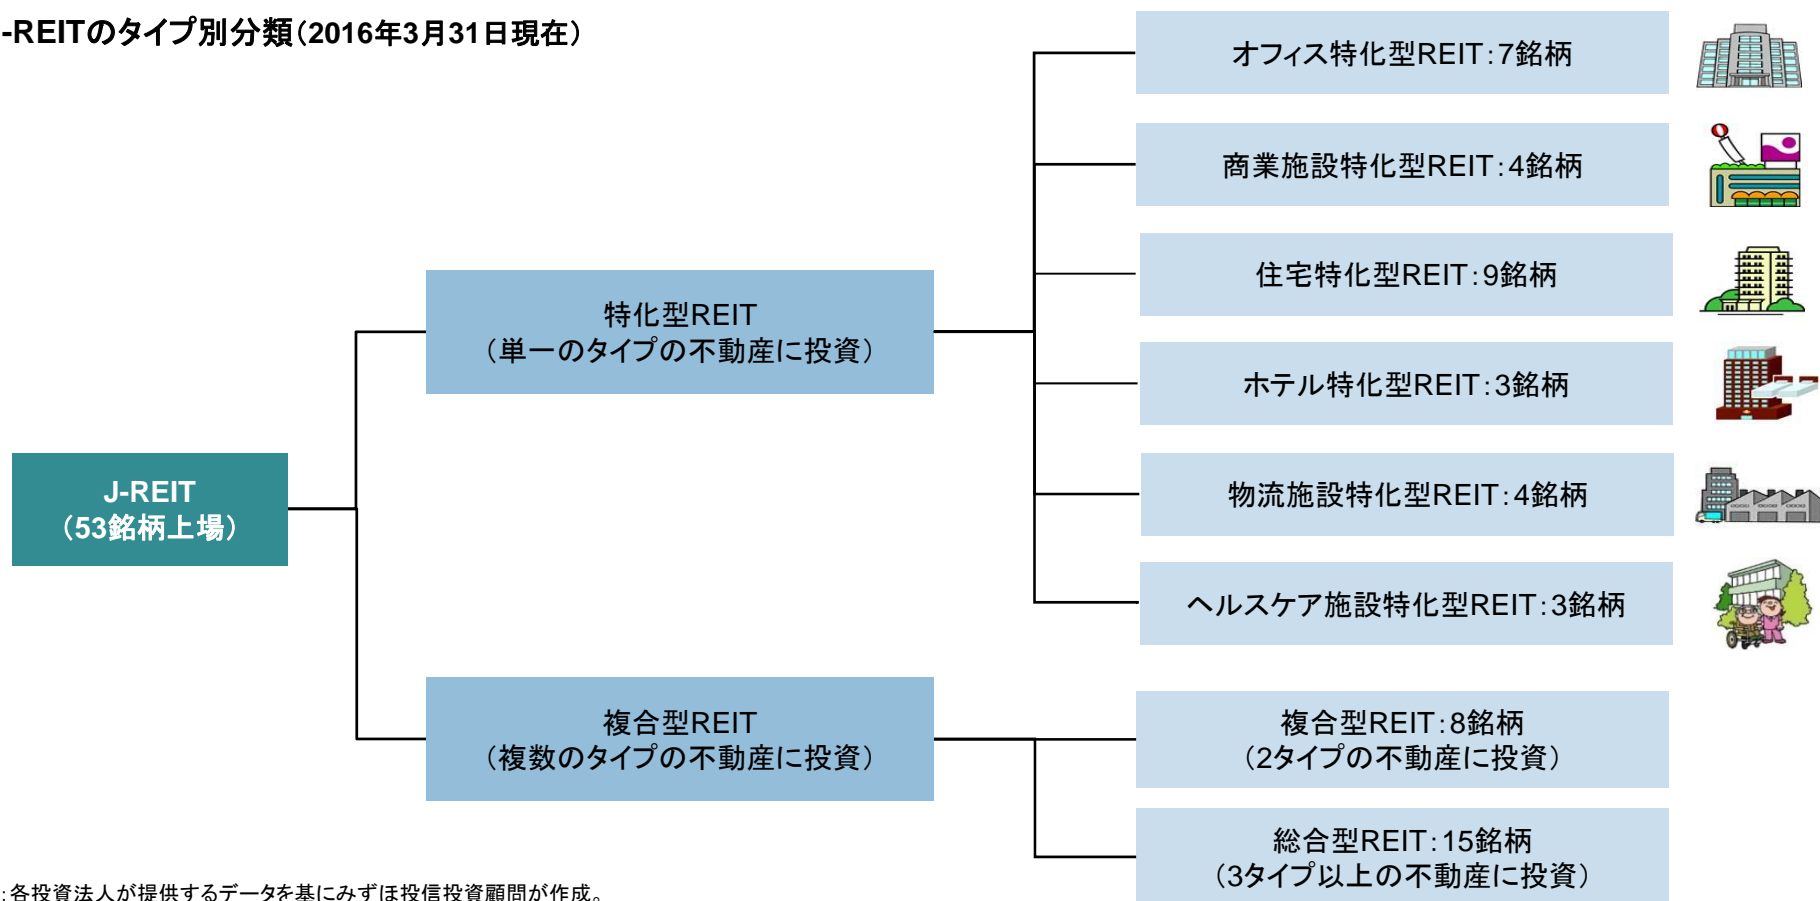 -REITのタイプ別分類（2016年3月31日現在）
オフィス特化型REIT：7銘柄
商業施設特化型REIT：4銘柄
住宅特化型REIT：9銘柄
特化型REIT
（単一のタイプの不動産に投資）
ホテル特化型REIT：3銘柄
J-REIT
（53銘柄上場）
物流施設特化型REIT：4銘柄
ヘルスケア施設特化型REIT：3銘柄
複合型REIT
（複数のタイプの不動産に投資）
複合型REIT：8銘柄
（2タイプの不動産に投資）
総合型REIT：15銘柄
（3タイプ以上の不動産に投資）
：各投資法人が提供するデータを基にみずほ投信投資顧問が作成。